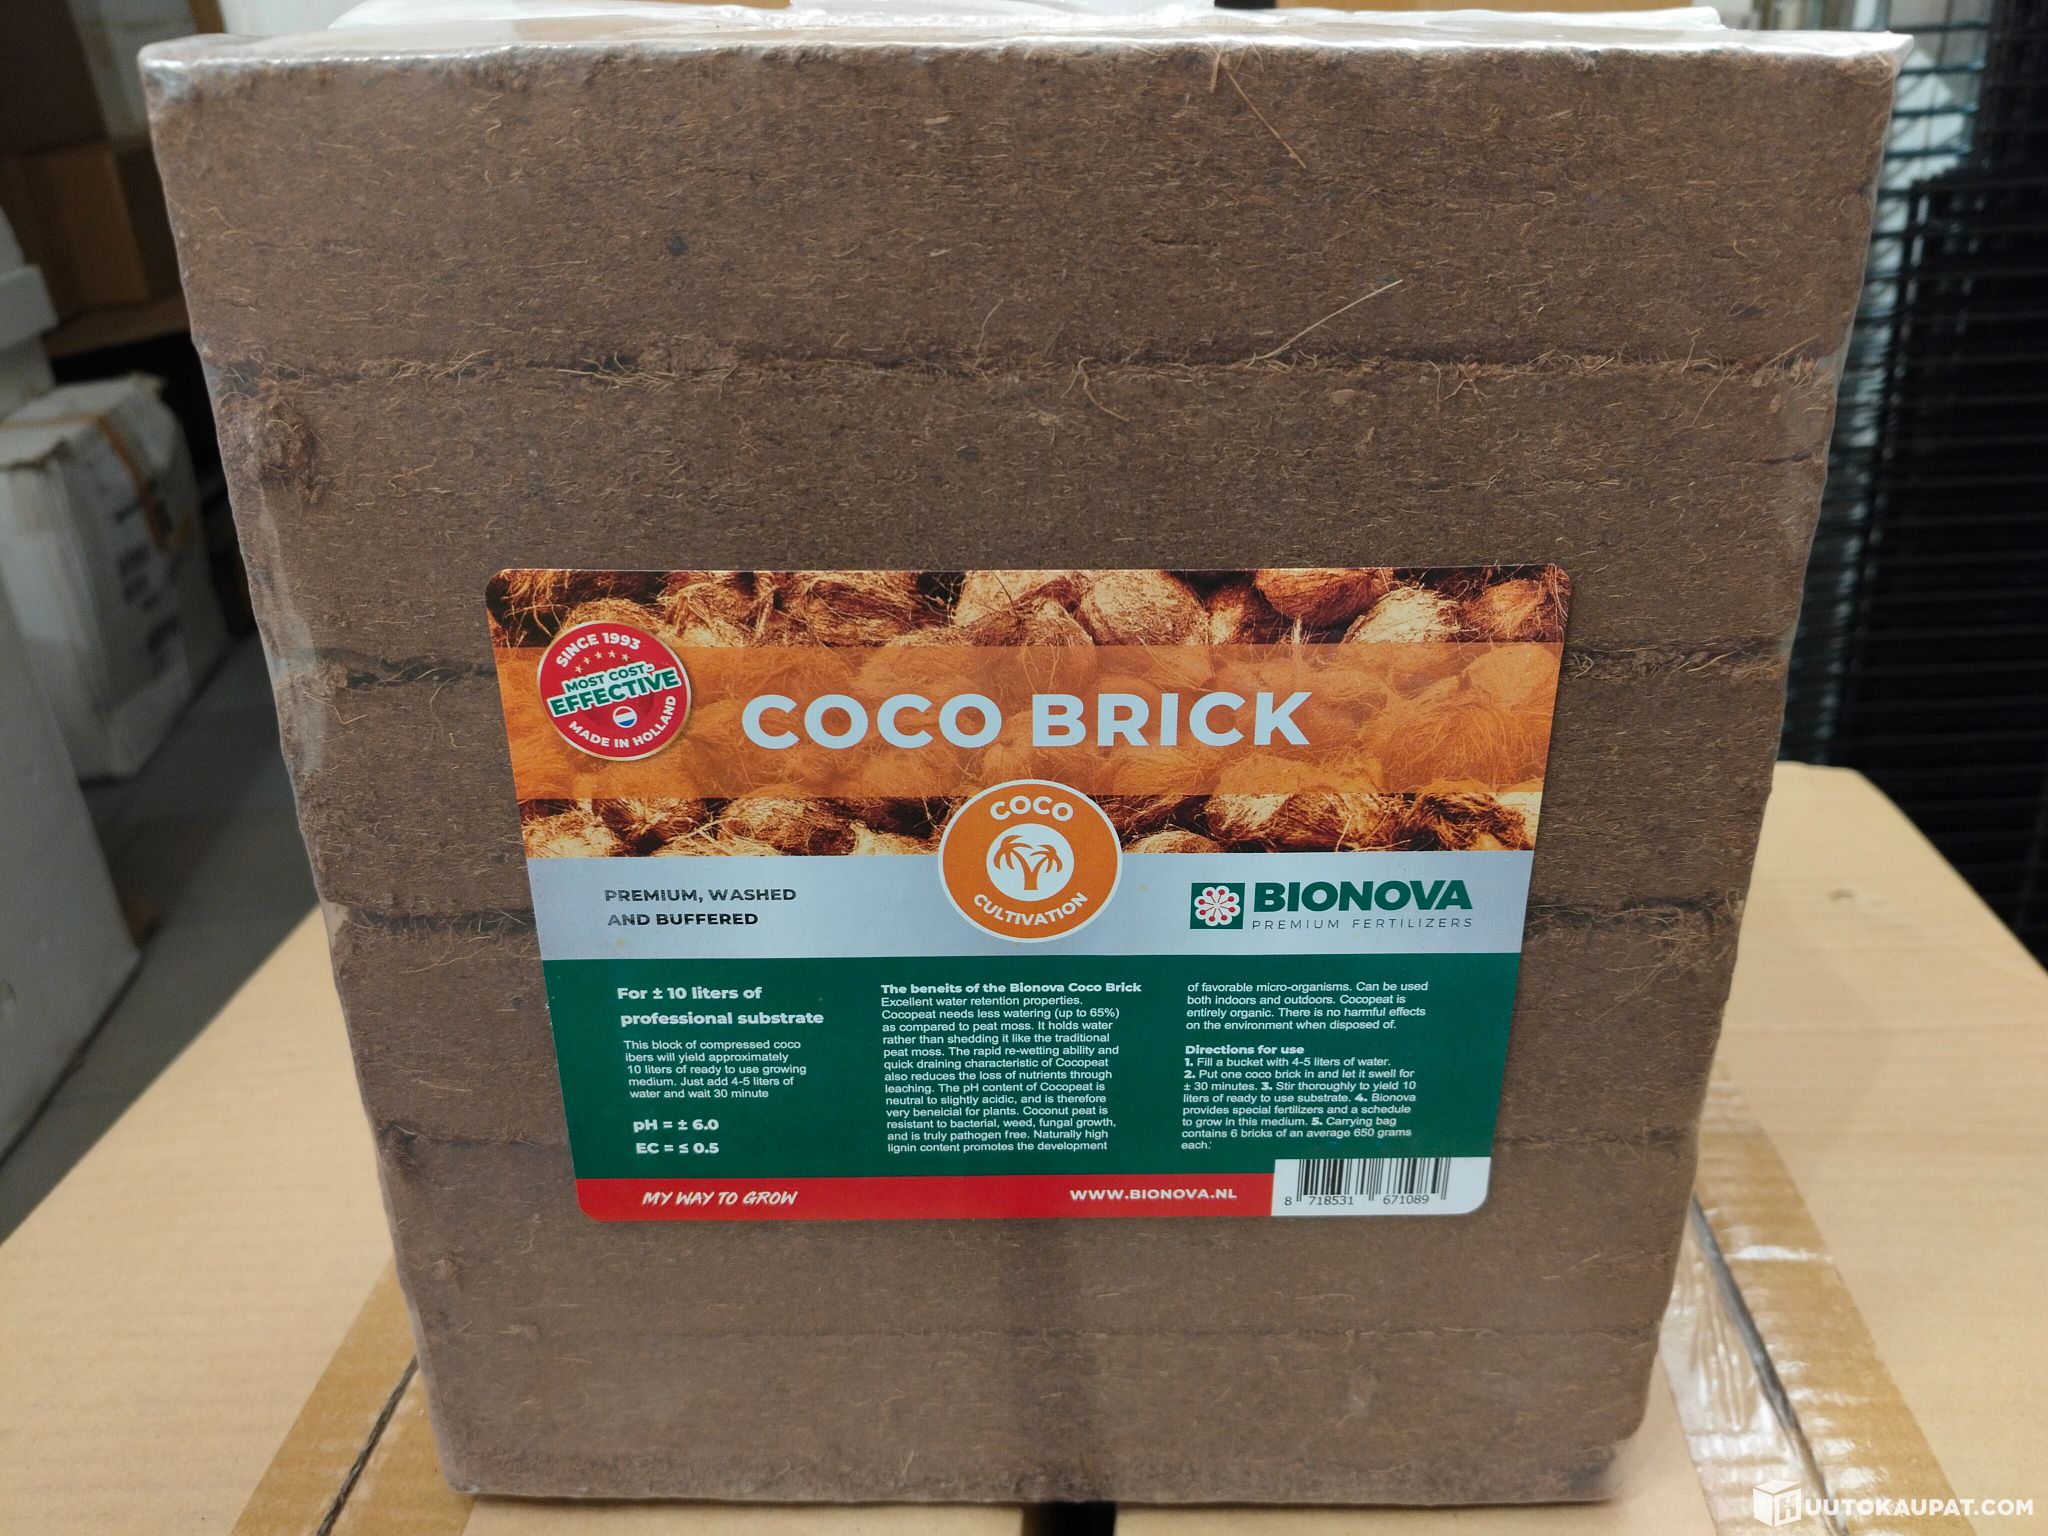 SINCE 1993
MOST COST-
EFFECTIVE
MADE IN HOLLAND
COCO BRICK
COCO
CULTIVATION
PREMIUM, WASHED
AND BUFFERED
BIONOVA
PREMIUM FERTILIZERS
For ± 10 liters of
professional substrate
This block of compressed coco
ibers will yield approximately
10 liters of ready to use growing
medium. Just add 4-5 liters of
water and wait 30 minute
pH = ± 6.0
EC = ≤ 0.5
The beneits of the Bionova Coco Brick
Excellent water retention properties.
Cocopeat needs less watering (up to 65%)
as compared to peat moss. It holds water
rather than shedding it like the traditional
peat moss. The rapid re-wetting ability and
quick draining characteristic of Cocopeat
also reduces the loss of nutrients through
leaching. The pH content of Cocopeat is
neutral to slightly acidic, and is therefore
very beneicial for plants. Coconut peat is
resistant to bacterial, weed, fungal growth,
and is truly pathogen free. Naturally high
lignin content promotes the development
of favorable micro-organisms. Can be used
both indoors and outdoors. Cocopeat is
entirely organic. There is no harmful effects
on the environment when disposed of.
Directions for use
1. Fill a bucket with 4-5 liters of water.
2. Put one coco brick in and let it swell for
± 30 minutes. 3. Stir thoroughly to yield 10
liters of ready to use substrate. 4. Bionova
provides special fertilizers and a schedule
to grow in this medium. 5. Carrying bag
contains 6 bricks of an average 650 grams
each.'
MY WAY TO GROW
WWW.BIONOVA.NL
8 718531 671089
HUUTOKAUPAT.COM